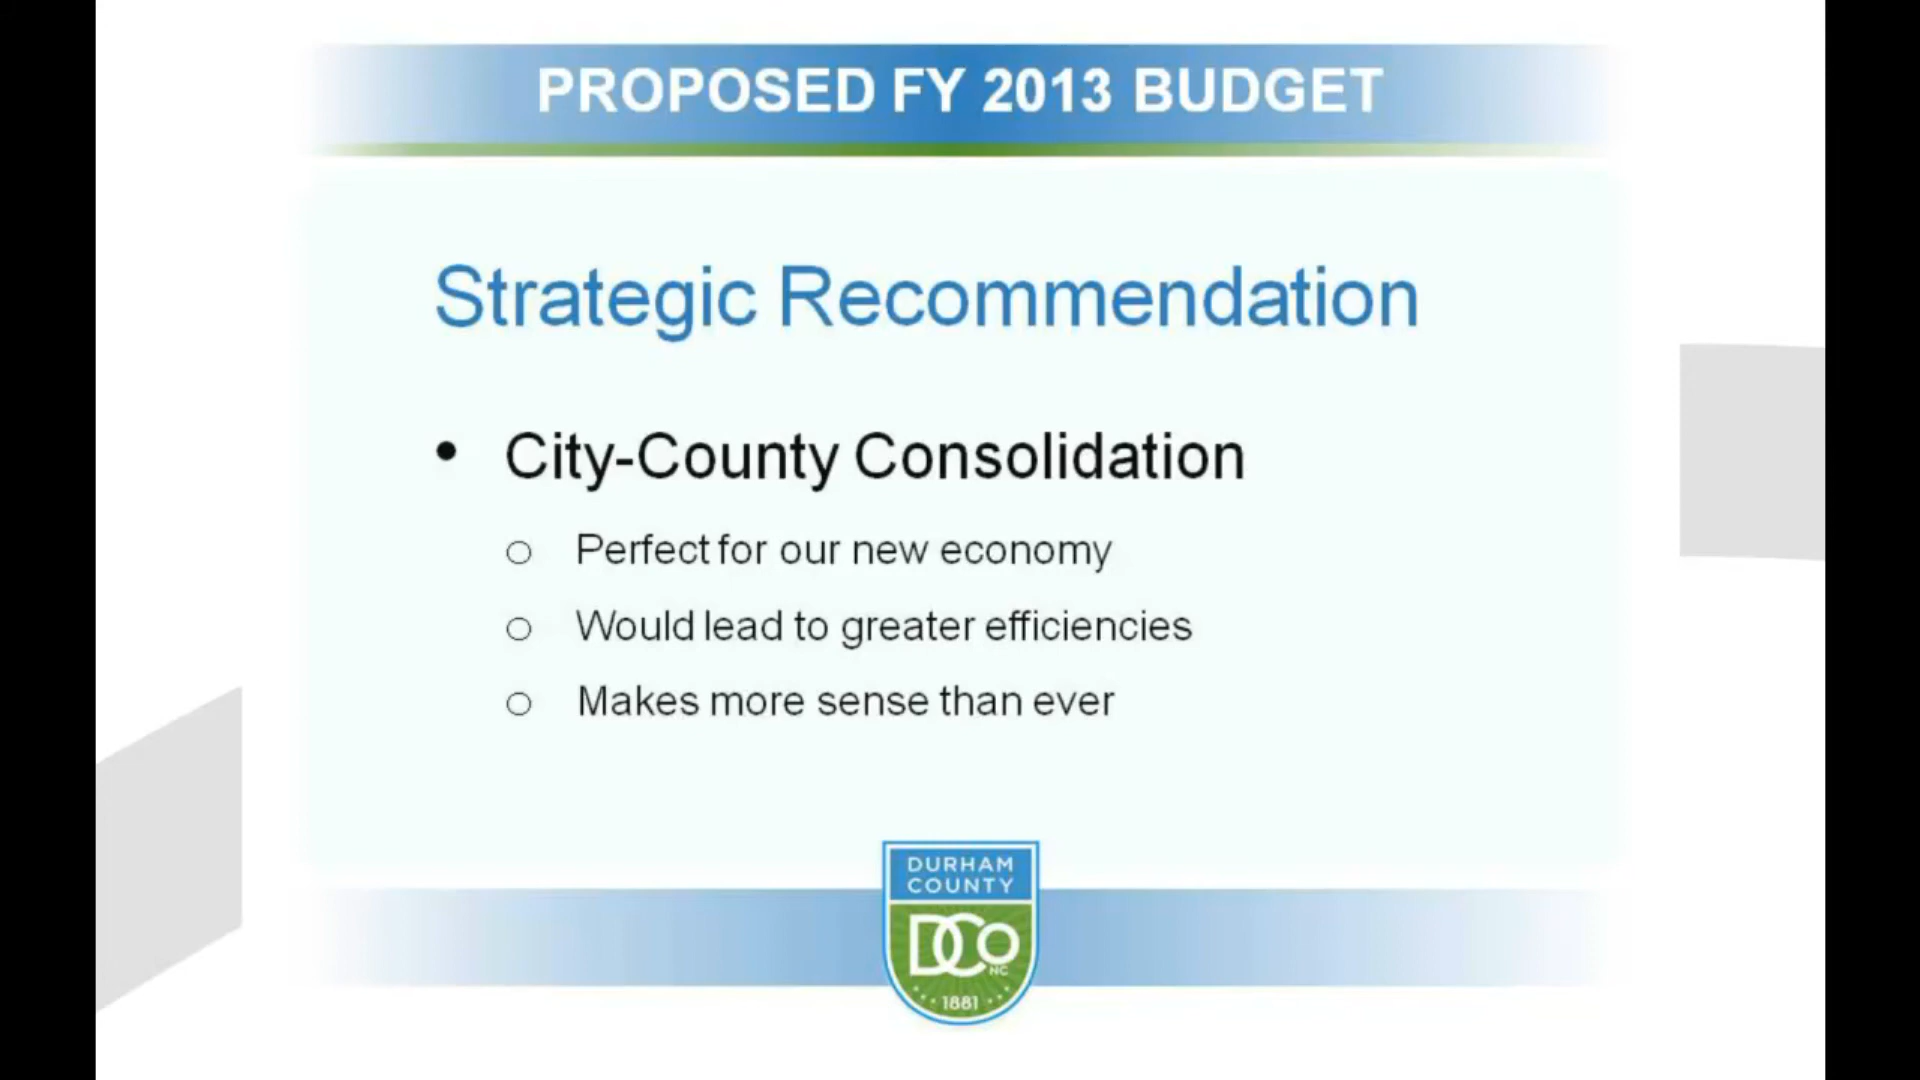 PROPOSED FY 2013 BUDGET
Strategic Recommendation
• City-County Consolidation
o Perfect for our new economy
o Would lead to greater efficiencies
o Makes more sense than ever
DURHAM
COUNTY
DCo
NC
1881